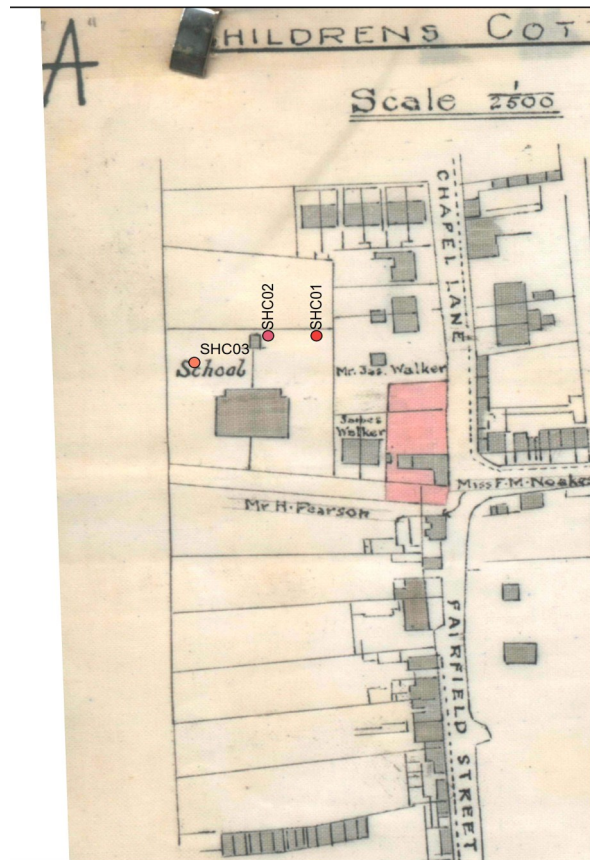 A
HILDRENS COT
Scale 1/2500
CHAPEL LANE
SHC02
SHC01
SHC03
School
Mr. Jas. Walker
James
Walker
Miss F. M. Noake
Mr H. Pearson
FAIRFIELD STREET